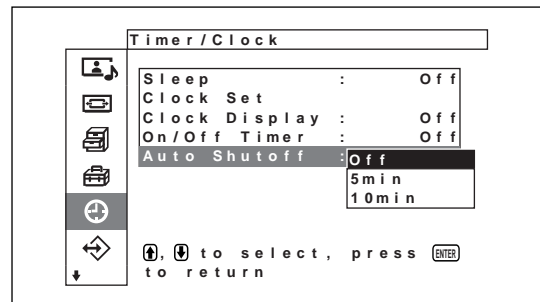 Timer/Clock
Sleep : Off
Clock Set
Clock Display : Off
On/Off Timer : Off
Auto Shutoff : Off
5min
10min
↑, ↓ to select, press ENTER
to return